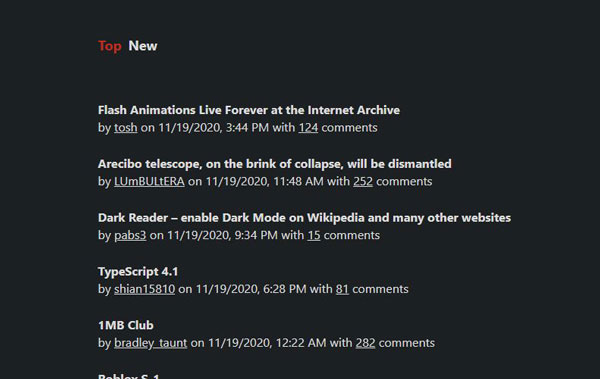 Top New
Flash Animations Live Forever at the Internet Archive
by tosh on 11/19/2020, 3:44 PM with 124 comments
Arecibo telescope, on the brink of collapse, will be dismantled
by LUmBULtERA on 11/19/2020, 11:48 AM with 252 comments
Dark Reader – enable Dark Mode on Wikipedia and many other websites
by pabs3 on 11/19/2020, 9:34 PM with 15 comments
TypeScript 4.1
by shian15810 on 11/19/2020, 6:28 PM with 81 comments
1MB Club
by bradley_taunt on 11/19/2020, 12:22 AM with 282 comments
Roblox S-1